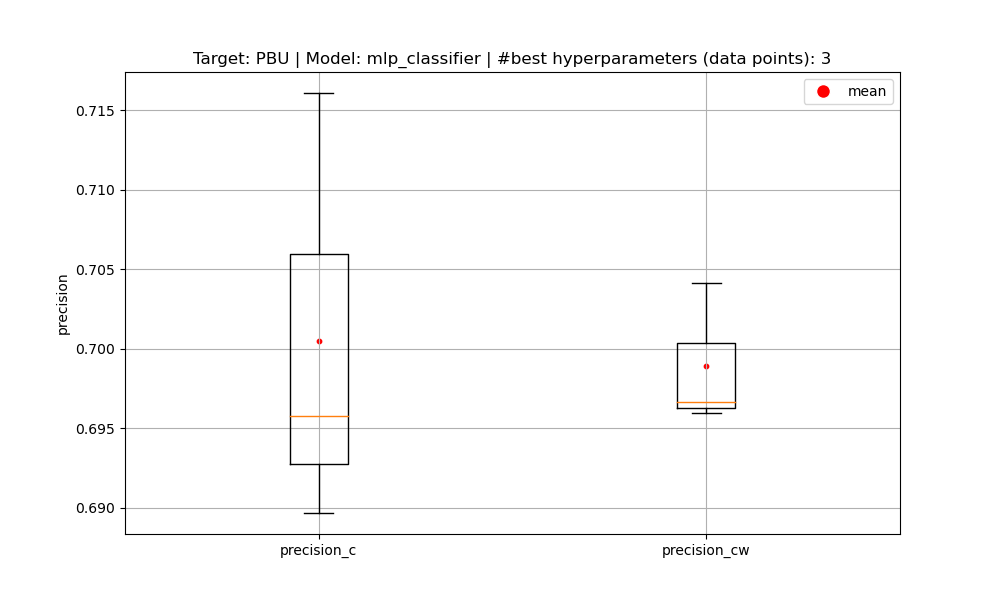 Target: PBU | Model: mlp_classifier | #best hyperparameters (data points): 3
mean
0.715
0.710
0.705
0.700
0.695
0.690
precision
precision_c
precision_cw